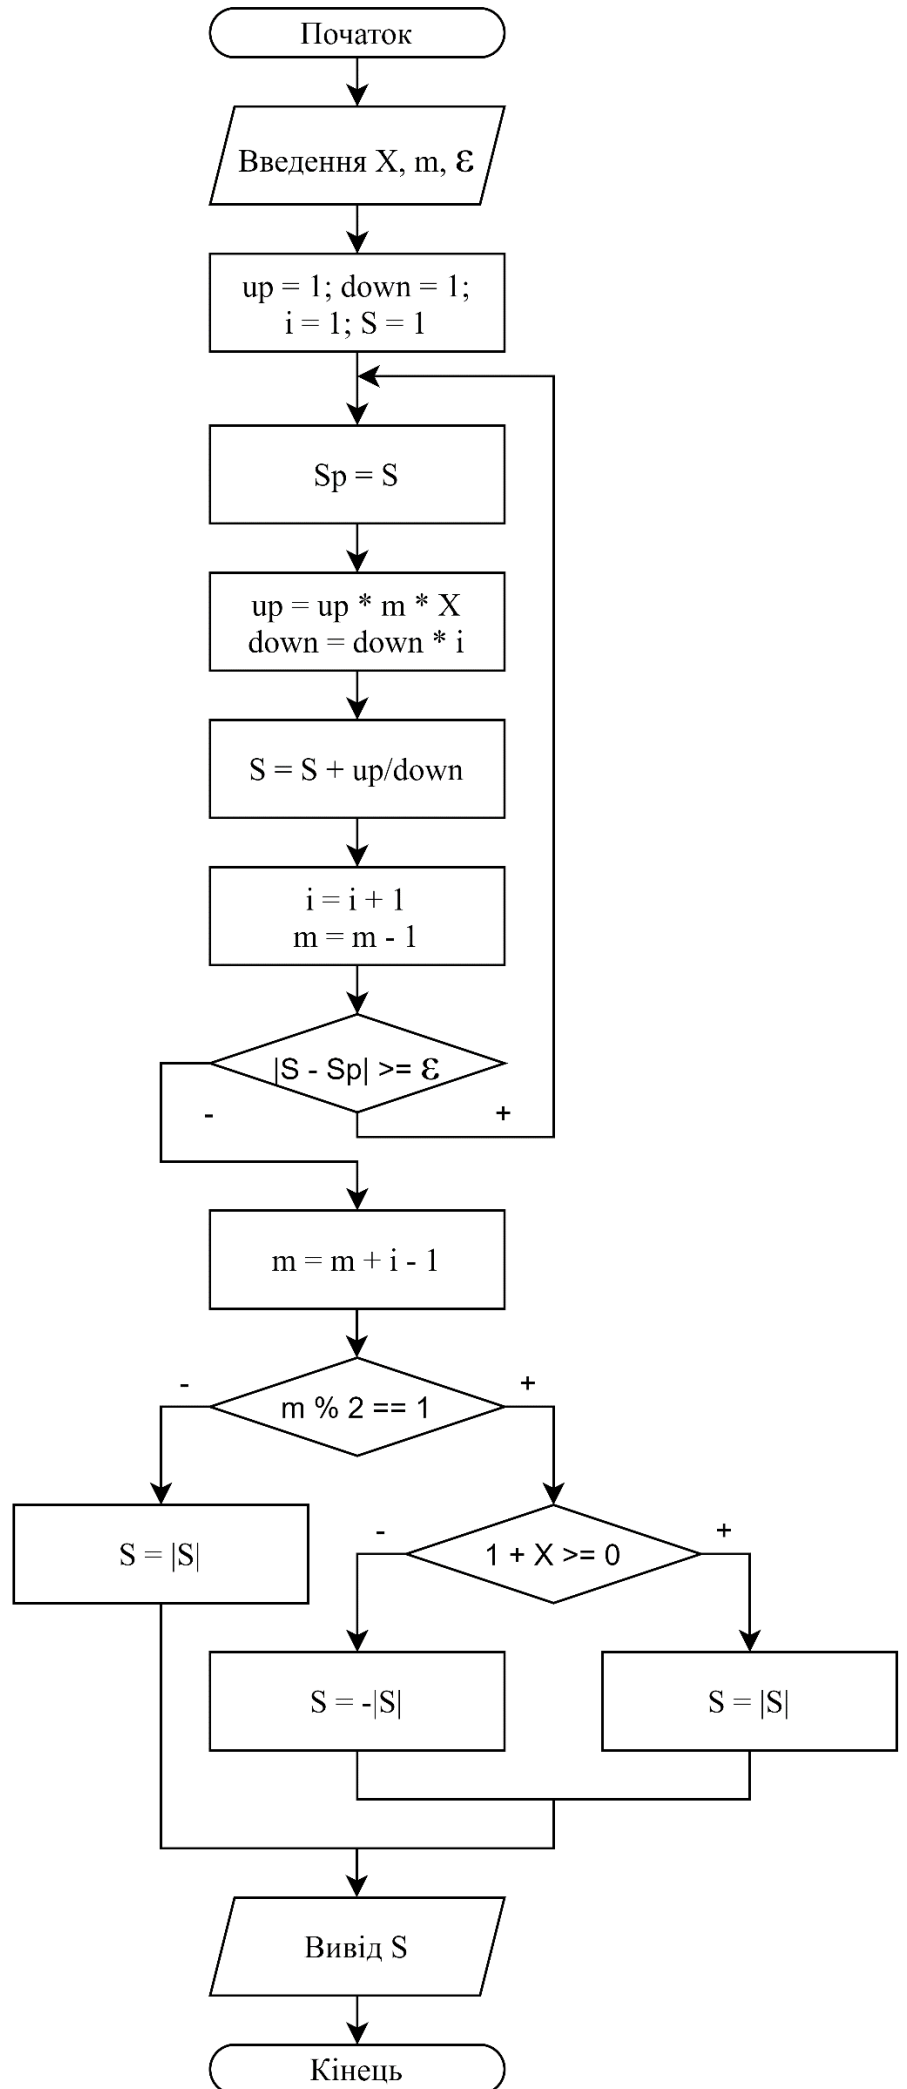 Початок
Введення X, m, ε
up = 1; down = 1;
i = 1; S = 1
Sp = S
up = up * m * X
down = down * i
S = S + up/down
i = i + 1
m = m - 1
|S - Sp| >= ε
-
+
m = m + i - 1
-
+
m % 2 == 1
-
+
S = |S|
1 + X >= 0
S = -|S|
S = |S|
Вивід S
Кінець